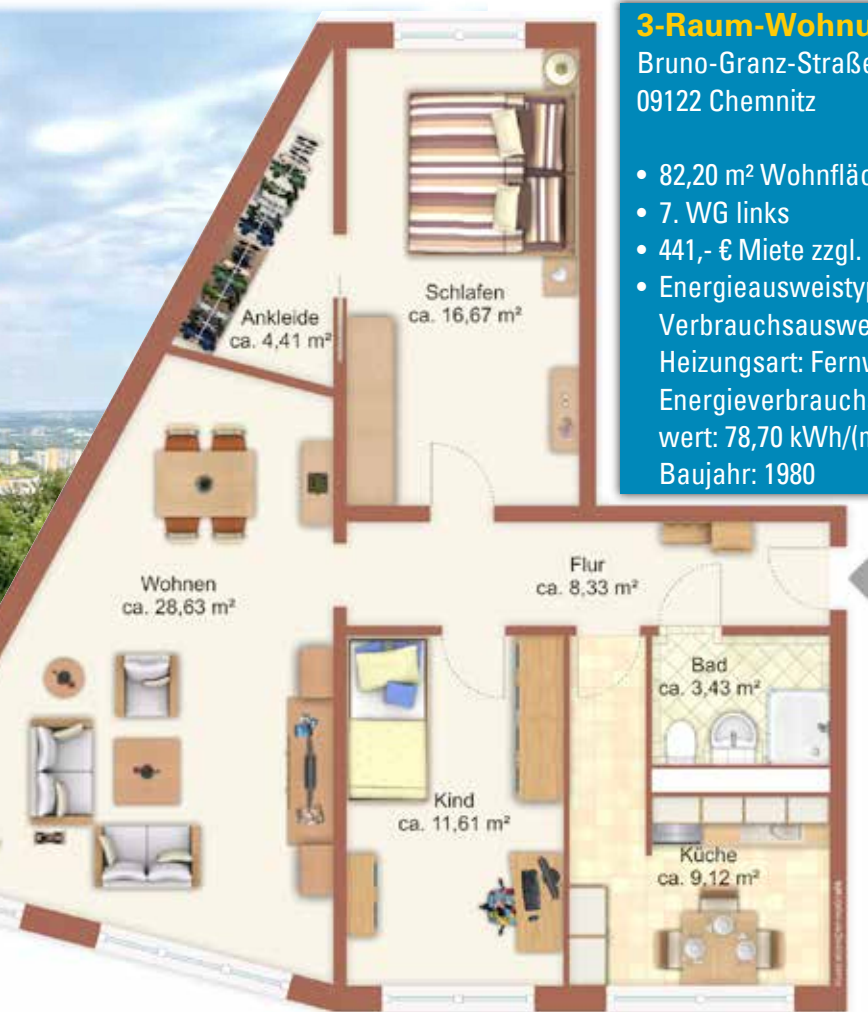 3-Raum-Wohnu
Bruno-Granz-Straße
09122 Chemnitz
• 82,20 m² Wohnfläc
• 7. WG links
• 441,- € Miete zzgl.
• Energieausweistyp
Verbrauchsauswe
Heizungsart: Fernw
Energieverbrauch
wert: 78,70 kWh/(m
Baujahr: 1980
Ankleide
ca. 4,41 m²
Schlafen
ca. 16,67 m²
Wohnen
ca. 28,63 m²
Flur
ca. 8,33 m²
Bad
ca. 3,43 m²
Kind
ca. 11,61 m²
Küche
ca. 9,12 m²